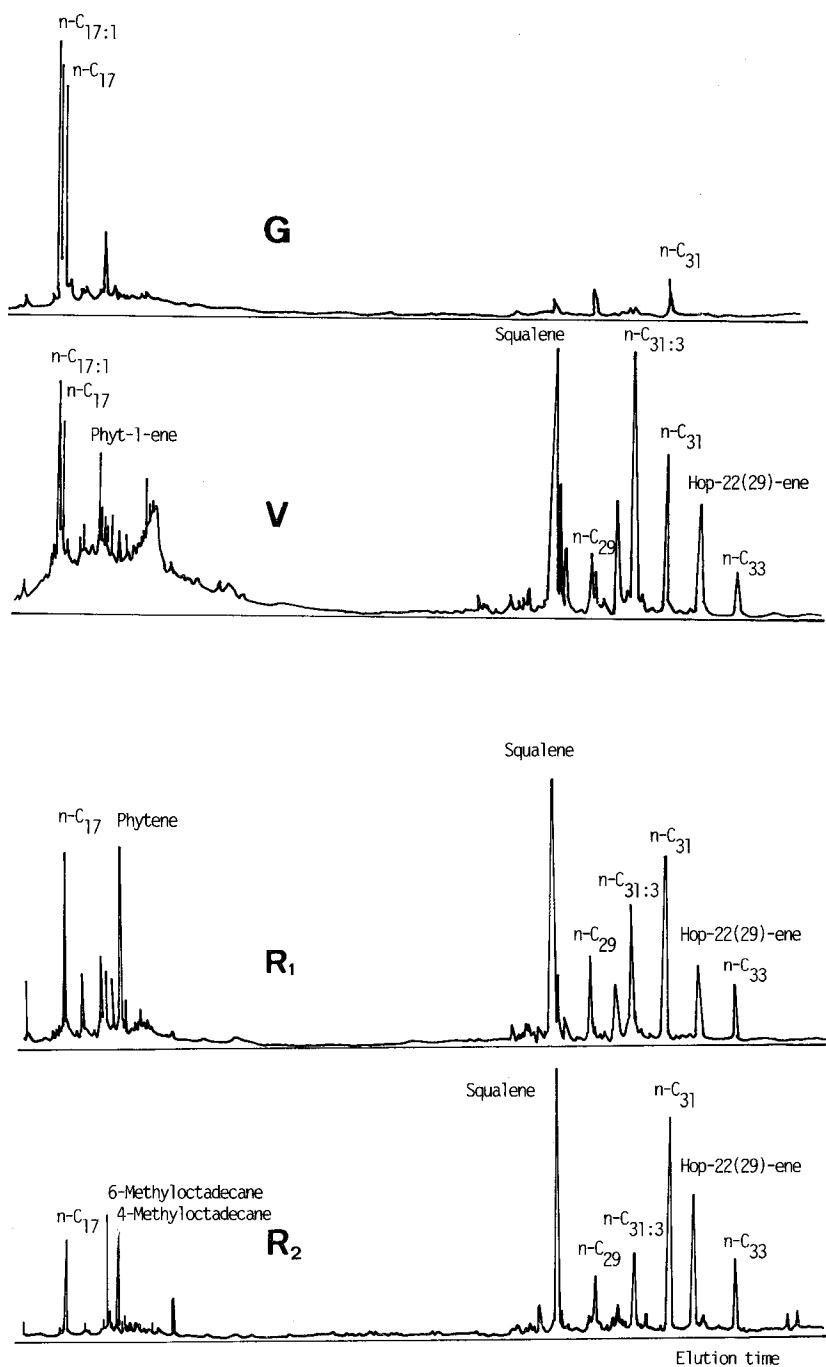 n-C17:1
n-C17
G
n-C31
Squalene
n-C31:3
n-C17:1
n-C17
Phyt-1-ene
n-C31
Hop-22(29)-ene
V
n-C29
n-C33
Squalene
n-C17
Phytene
n-C31
n-C31:3
n-C29
Hop-22(29)-ene
R1
n-C33
Squalene
n-C31
Hop-22(29)-ene
6-Methyloctadecane
n-C17
4-Methyloctadecane
R2
n-C31:3
n-C29
n-C33
Elution time